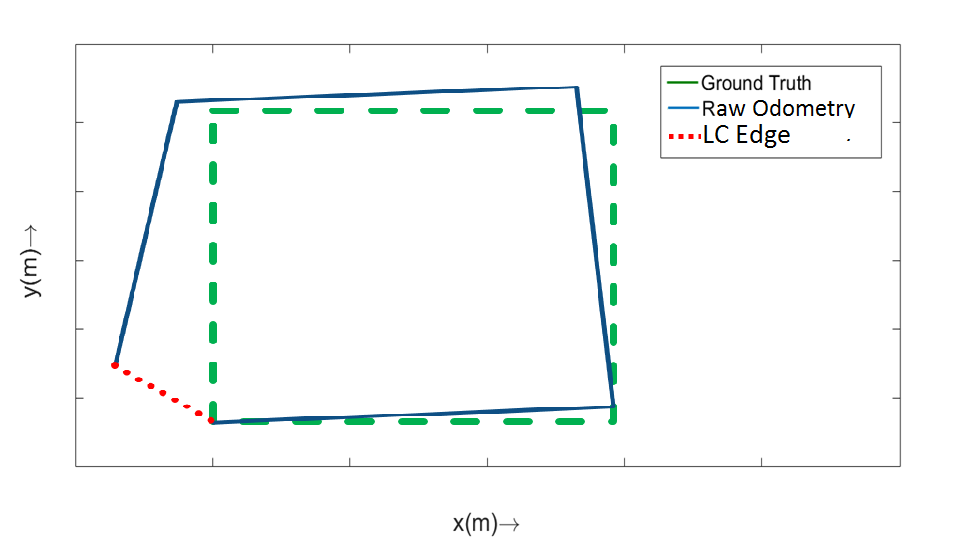 Ground Truth
Raw Odometry
LC Edge .
y(m)→
x(m)→